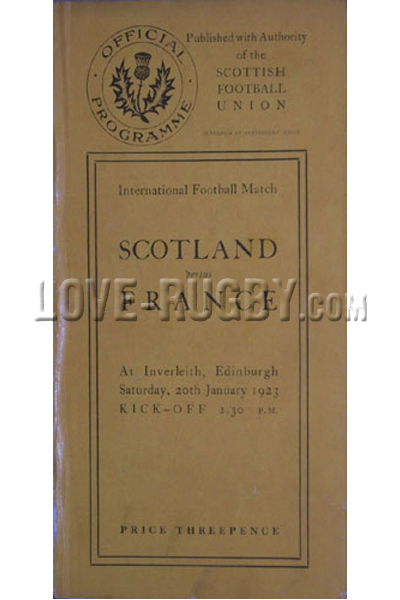 OFFICIAL
PROGRAMME
Published with Authority
of the
SCOTTISH
FOOTBALL
UNION
International Football Match
SCOTLAND
versus
FRANCE
LOVE-RUGBY.com
At Inverleith, Edinburgh
Saturday, 20th January 1923
KICK-OFF 2.30 P.M.
PRICE THREEPENCE